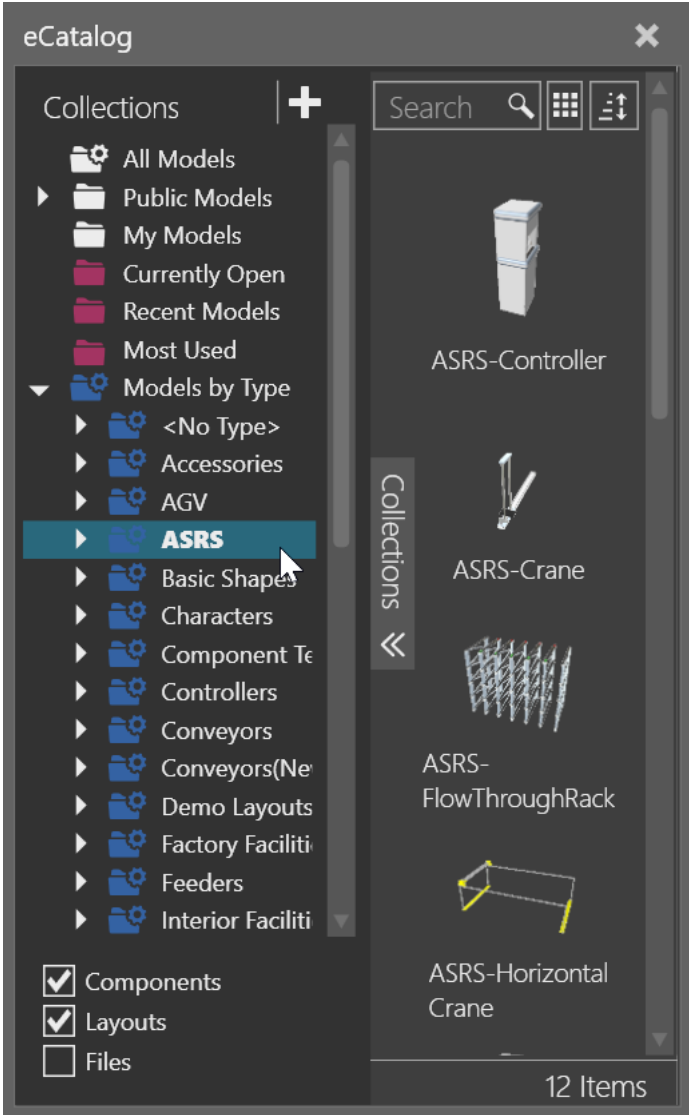 eCatalog
Collections
All Models
Public Models
My Models
Currently Open
Recent Models
Most Used
Models by Type
<No Type>
Accessories
AGV
ASRS
Basic Shapes
Characters
Component Te
Controllers
Conveyors
Conveyors(Ne
Demo Layouts
Factory Faciliti
Feeders
Interior Faciliti
Components
Layouts
Files
Collections
Search
ASRS-Controller
ASRS-Crane
ASRS-
FlowThroughRack
ASRS-Horizontal
Crane
12 Items